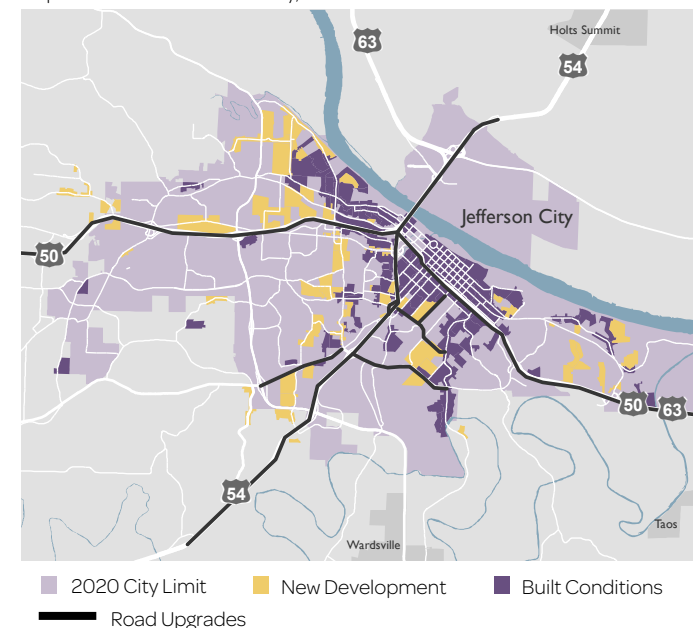 63
Holts Summit
54
Jefferson City
50
50
63
54
Taos
Wardsville
2020 City Limit
New Development
Built Conditions
Road Upgrades